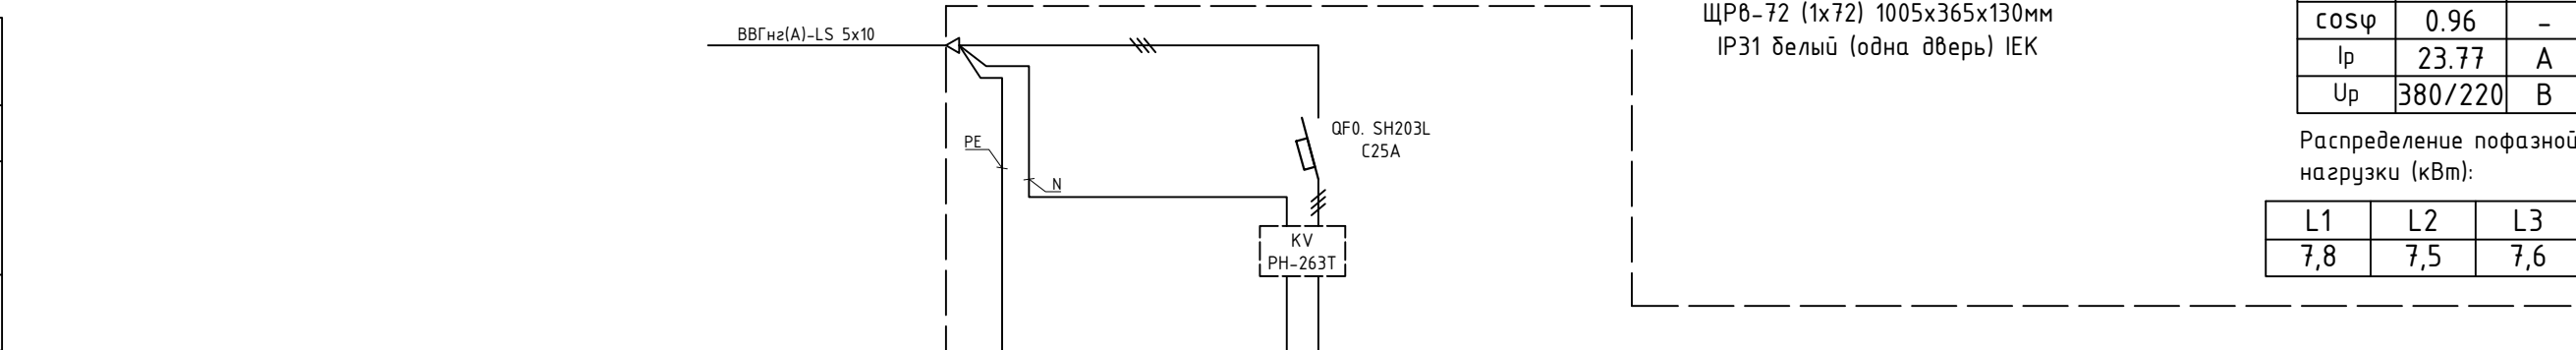 ВВГнг(А)-LS 5х10
PE
N
QF0. SH203L
C25A
KV
РН-263Т
ЩРв-72 (1х72) 1005х365х130мм
IP31 белый (одна дверь) IEK
cosφ 0.96 -
Iр 23.77 А
Uр 380/220 В
Распределение пофазной
нагрузки (кВт):
L1 L2 L3
7,8 7,5 7,6